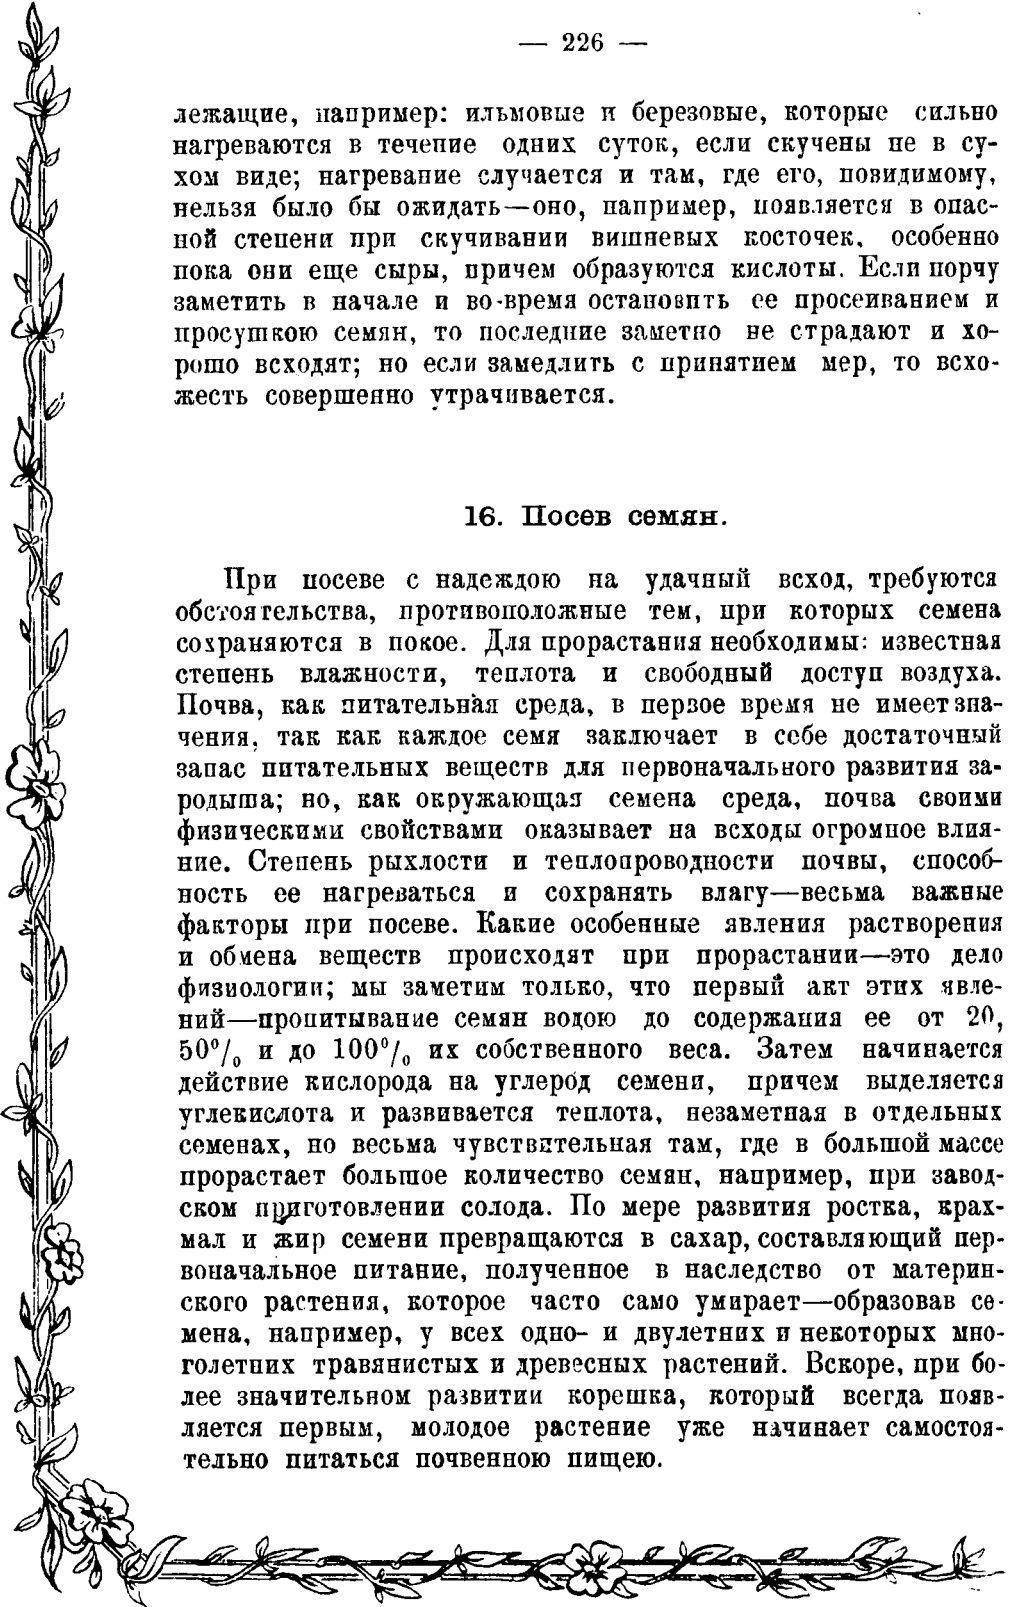 — 226 —
лежащие, например: ильмовые и березовые, которые сильно
нагреваются в течение одних суток, если скучены не в су-
хом виде; нагревание случается и там, где его, повидимому,
нельзя было бы ожидать—оно, например, появляется в опас-
ной степени при скучивании вишневых косточек, особенно
пока они еще сыры, причем образуются кислоты. Если порчу
заметить в начале и во-время остановить ее просеиванием и
просушкою семян, то последние заметно не страдают и хо-
рошо всходят; но если замедлить с принятием мер, то всхо-
жесть совершенно утрачивается.
16. Посев семян.
При посеве с надеждою на удачный всход, требуются
обстоятельства, противоположные тем, при которых семена
сохраняются в покое. Для прорастания необходимы: известная
степень влажности, теплота и свободный доступ воздуха.
Почва, как питательная среда, в первое время не имеет зна-
чения, так как каждое семя заключает в себе достаточный
запас питательных веществ для первоначального развития за-
родыша; но, как окружающая семена среда, почва своими
физическими свойствами оказывает на всходы огромное влия-
ние. Степень рыхлости и теплопроводности почвы, способ-
ность ее нагреваться и сохранять влагу—весьма важные
факторы при посеве. Какие особенные явления растворения
и обмена веществ происходят при прорастании—это дело
физиологии; мы заметим только, что первый акт этих явле-
ний—пропитывание семян водою до содержания ее от 20,
50% и до 100% их собственного веса. Затем начинается
действие кислорода на углерод семени, причем выделяется
углекислота и развивается теплота, незаметная в отдельных
семенах, но весьма чувствительная там, где в большой массе
прорастает большое количество семян, например, при завод-
ском приготовлении солода. По мере развития ростка, крах-
мал и жир семени превращаются в сахар, составляющий пер-
воначальное питание, полученное в наследство от материн-
ского растения, которое часто само умирает—образовав се-
мена, например, у всех одно- и двулетних и некоторых мно-
голетних травянистых и древесных растений. Вскоре, при бо-
лее значительном развитии корешка, который всегда появ-
ляется первым, молодое растение уже начинает самостоя-
тельно питаться почвенною пищею.